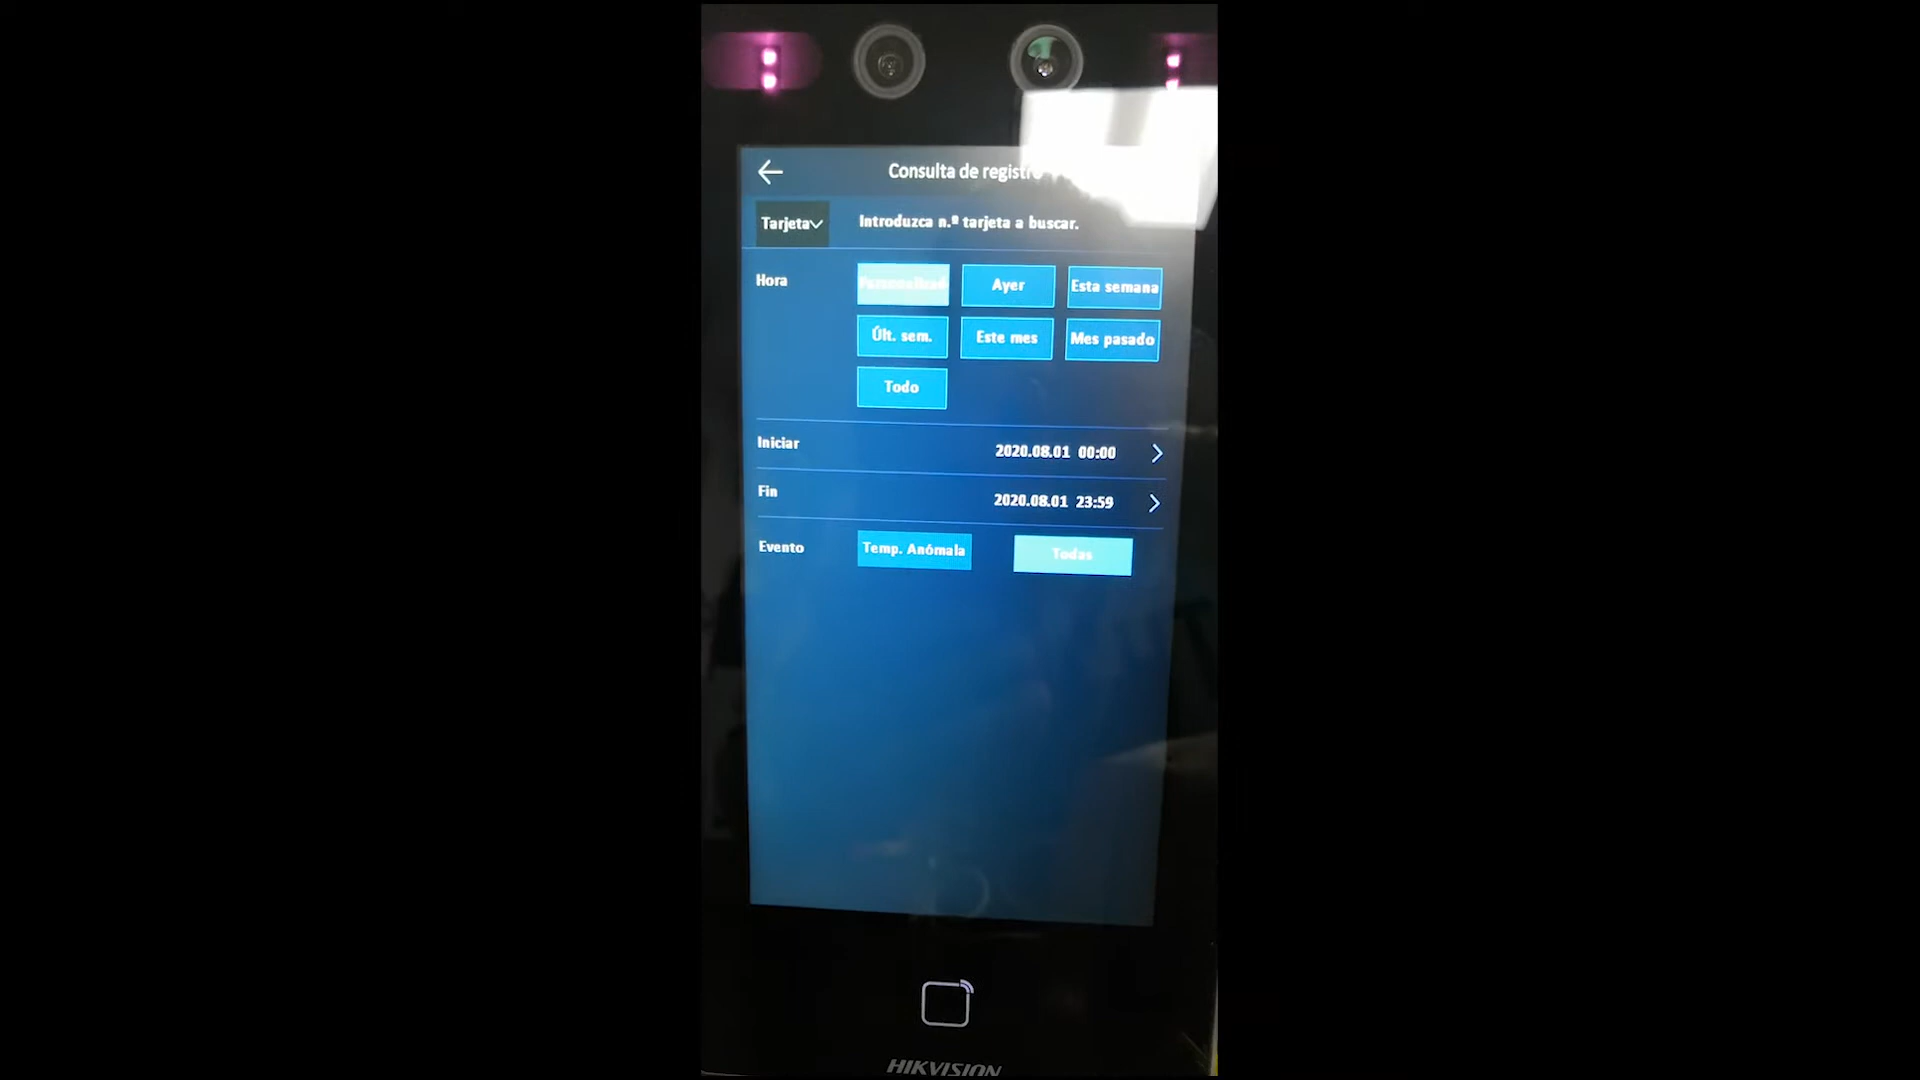 Consulta de registro
Tarjeta
Introduzca n.º tarjeta a buscar.
Hora
Ayer
Esta semana
Últ. sem.
Este mes
Mes pasado
Todo
Iniciar
2020.08.01 00:00
Fin
2020.08.01 23:59
Evento
Temp. Anómala
Todas
HIKVISION